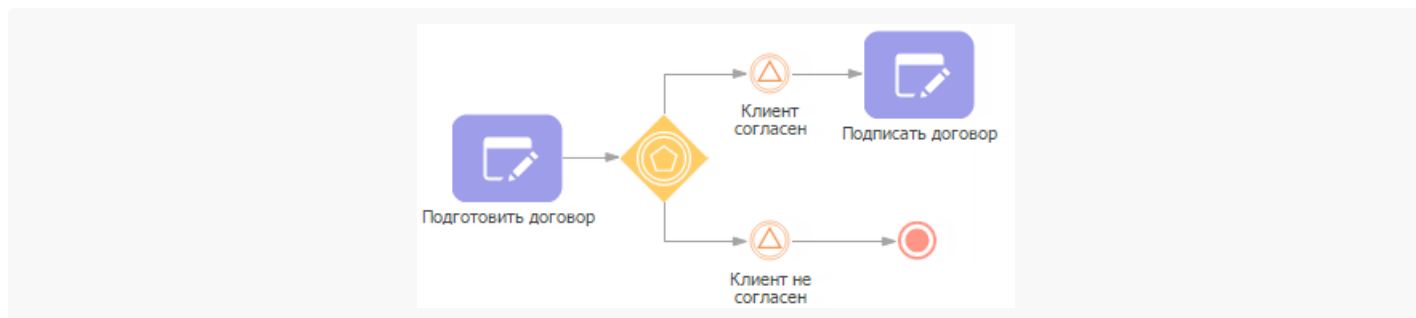 Клиент
согласен
Подписать договор
Подготовить договор
Клиент не
согласен